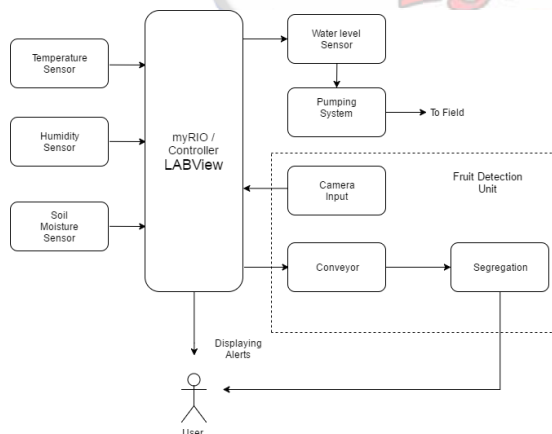 Temperature
Sensor
Humidity
Sensor
Soil
Moisture
Sensor
myRIO /
Controller
LABView
Water level
Sensor
Pumping
System
To Field
Fruit Detection
Unit
Camera
Input
Conveyor
Segregation
Displaying
Alerts
User